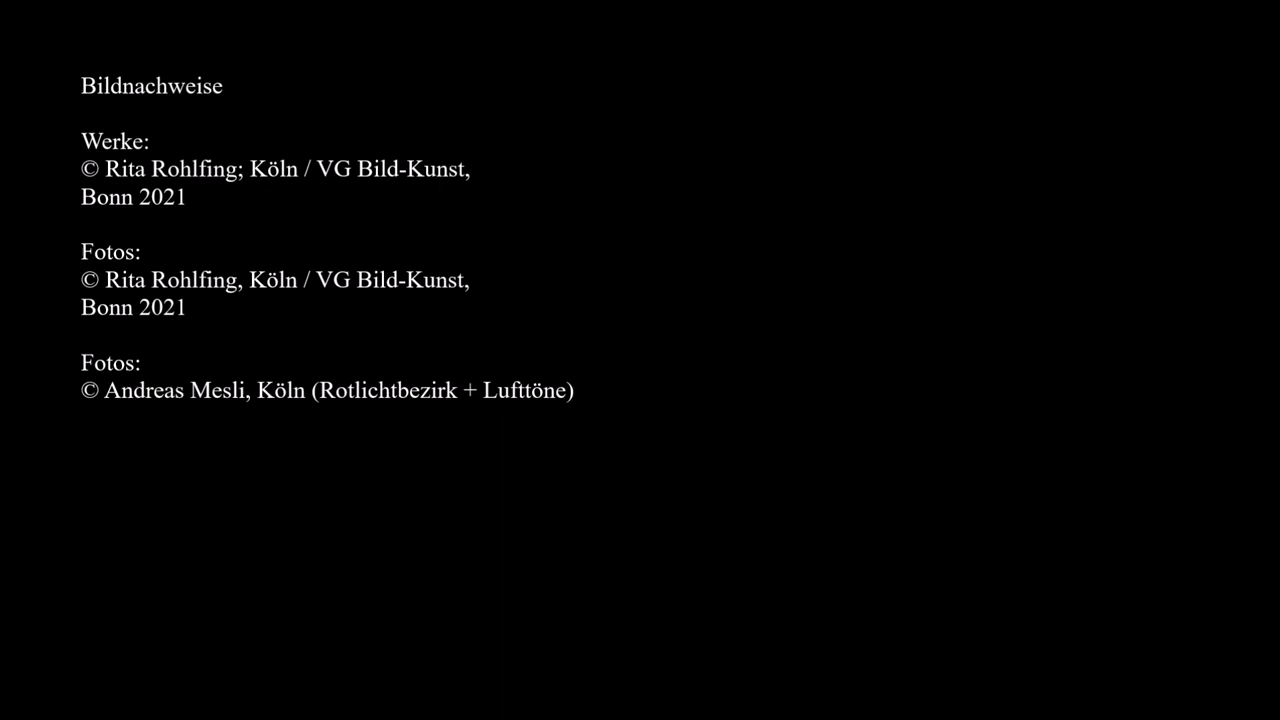 Bildnachweise
Werke:
© Rita Rohlfing; Köln / VG Bild-Kunst,
Bonn 2021
Fotos:
© Rita Rohlfing, Köln / VG Bild-Kunst,
Bonn 2021
Fotos:
© Andreas Mesli, Köln (Rotlichtbezirk + Lufttöne)